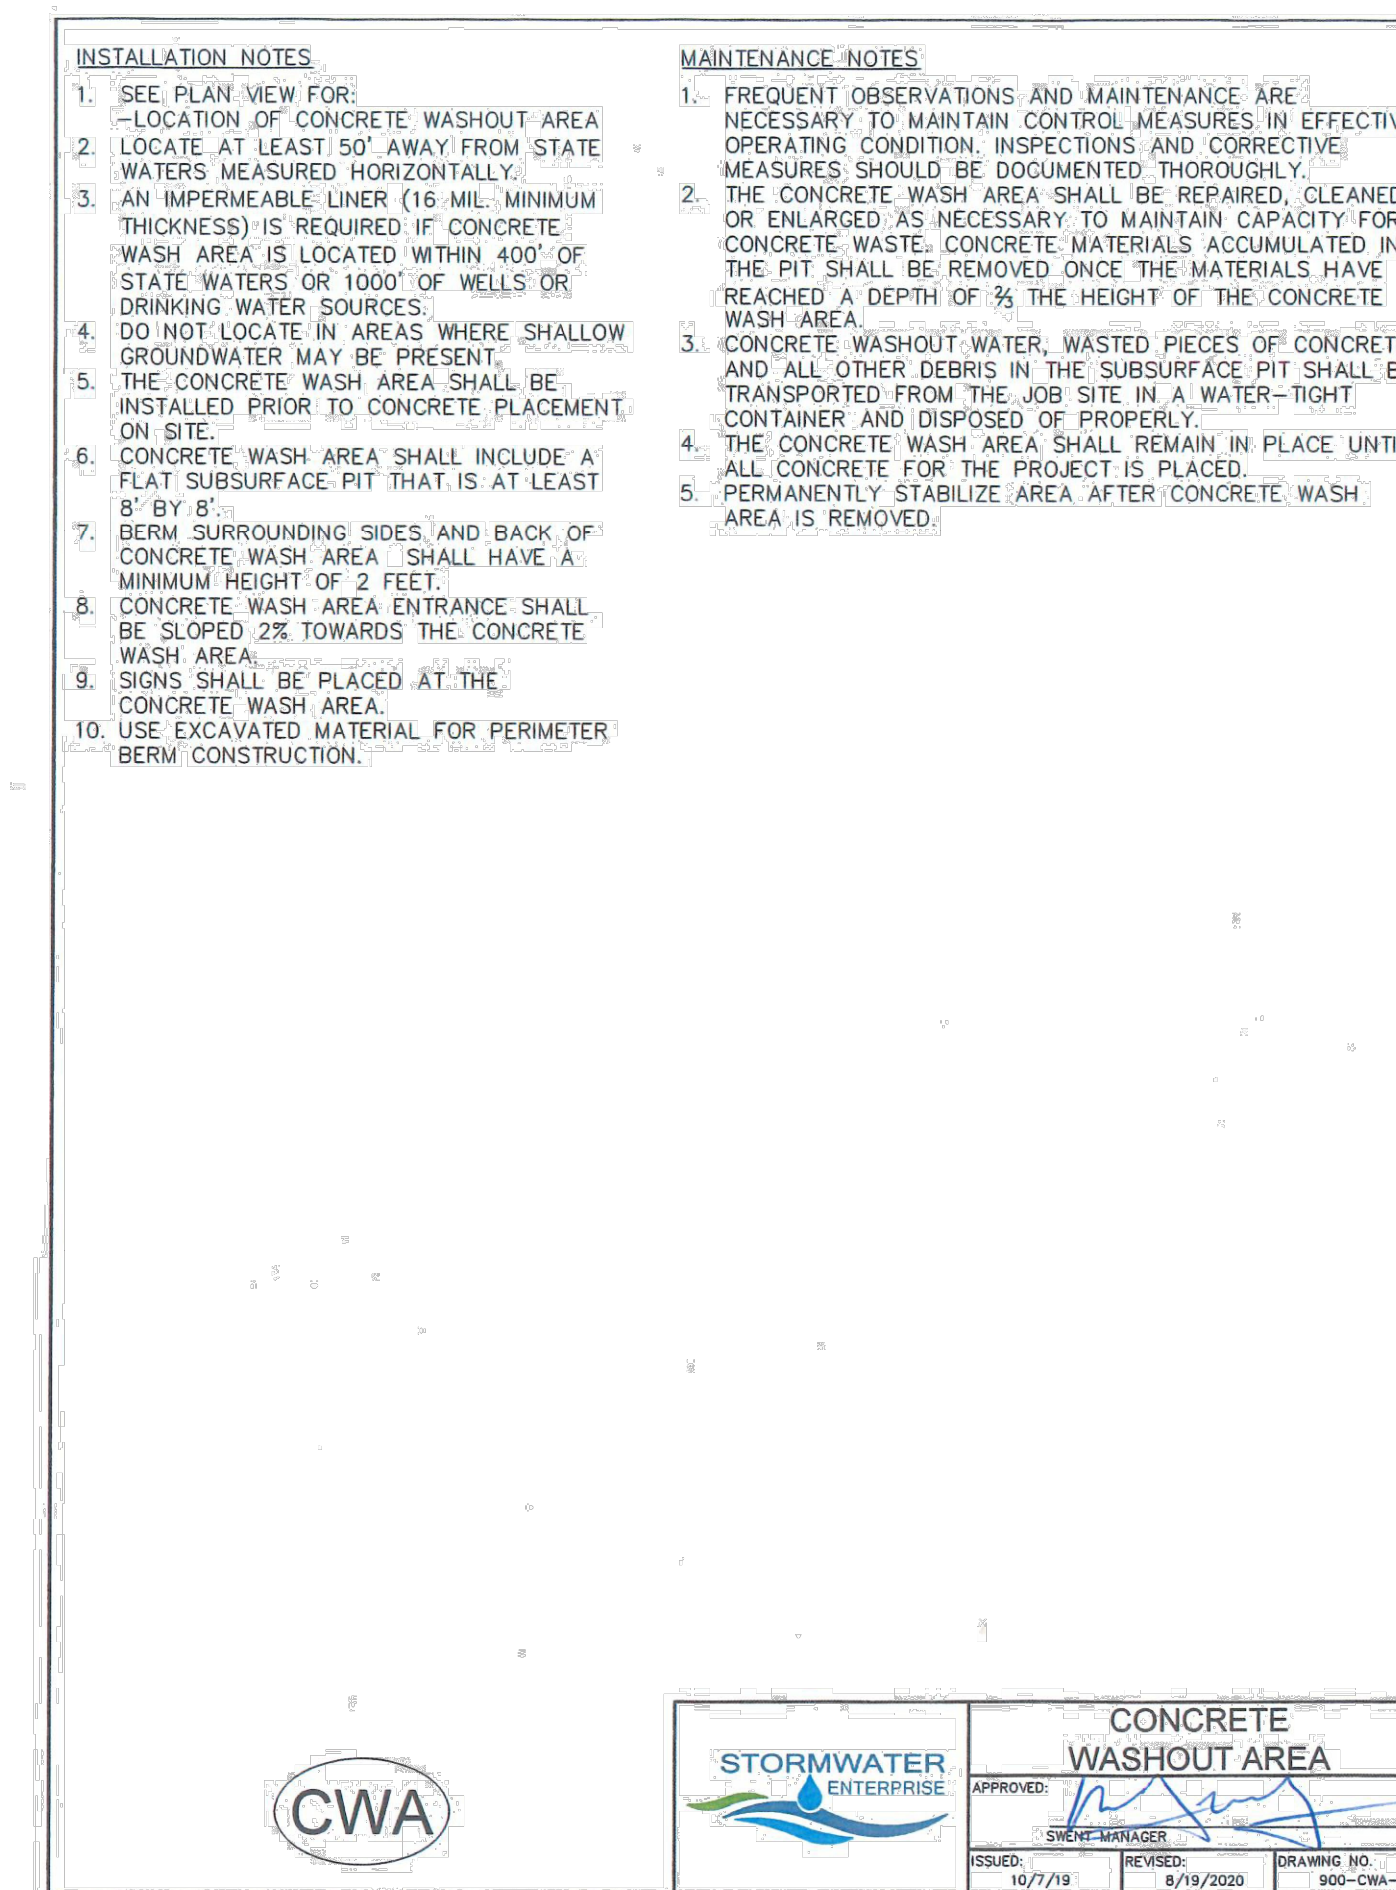 INSTALLATION NOTES
1. SEE PLAN VIEW FOR:
-LOCATION OF CONCRETE WASHOUT AREA
2. LOCATE AT LEAST 50' AWAY FROM STATE
WATERS MEASURED HORIZONTALLY.
3. AN IMPERMEABLE LINER (16 MIL. MINIMUM
THICKNESS) IS REQUIRED IF CONCRETE
WASH AREA IS LOCATED WITHIN 400' OF
STATE WATERS OR 1000' OF WELLS OR
DRINKING WATER SOURCES.
4. DO NOT LOCATE IN AREAS WHERE SHALLOW
GROUNDWATER MAY BE PRESENT
5. THE CONCRETE WASH AREA SHALL BE
INSTALLED PRIOR TO CONCRETE PLACEMENT
ON SITE.
6. CONCRETE WASH AREA SHALL INCLUDE A
FLAT SUBSURFACE PIT THAT IS AT LEAST
8' BY 8'.
7. BERM SURROUNDING SIDES AND BACK OF
CONCRETE WASH AREA SHALL HAVE A
MINIMUM HEIGHT OF 2 FEET.
8. CONCRETE WASH AREA ENTRANCE SHALL
BE SLOPED 2% TOWARDS THE CONCRETE
WASH AREA.
9. SIGNS SHALL BE PLACED AT THE
CONCRETE WASH AREA.
10. USE EXCAVATED MATERIAL FOR PERIMETER
BERM CONSTRUCTION.
MAINTENANCE NOTES
1. FREQUENT OBSERVATIONS AND MAINTENANCE ARE
NECESSARY TO MAINTAIN CONTROL MEASURES IN EFFECTIV
OPERATING CONDITION. INSPECTIONS AND CORRECTIVE
MEASURES SHOULD BE DOCUMENTED THOROUGHLY.
2. THE CONCRETE WASH AREA SHALL BE REPAIRED, CLEANED
OR ENLARGED AS NECESSARY TO MAINTAIN CAPACITY FOR
CONCRETE WASTE. CONCRETE MATERIALS ACCUMULATED IN
THE PIT SHALL BE REMOVED ONCE THE MATERIALS HAVE
REACHED A DEPTH OF ⅔ THE HEIGHT OF THE CONCRETE
WASH AREA.
3. CONCRETE WASHOUT WATER, WASTED PIECES OF CONCRET
AND ALL OTHER DEBRIS IN THE SUBSURFACE PIT SHALL B
TRANSPORTED FROM THE JOB SITE IN A WATER-TIGHT
CONTAINER AND DISPOSED OF PROPERLY.
4. THE CONCRETE WASH AREA SHALL REMAIN IN PLACE UNTI
ALL CONCRETE FOR THE PROJECT IS PLACED.
5. PERMANENTLY STABILIZE AREA AFTER CONCRETE WASH
AREA IS REMOVED.
CWA
STORMWATER
ENTERPRISE
CONCRETE
WASHOUT AREA
APPROVED:
SWENT MANAGER
ISSUED: REVISED: DRAWING NO.
10/7/19 8/19/2020 900-CWA-